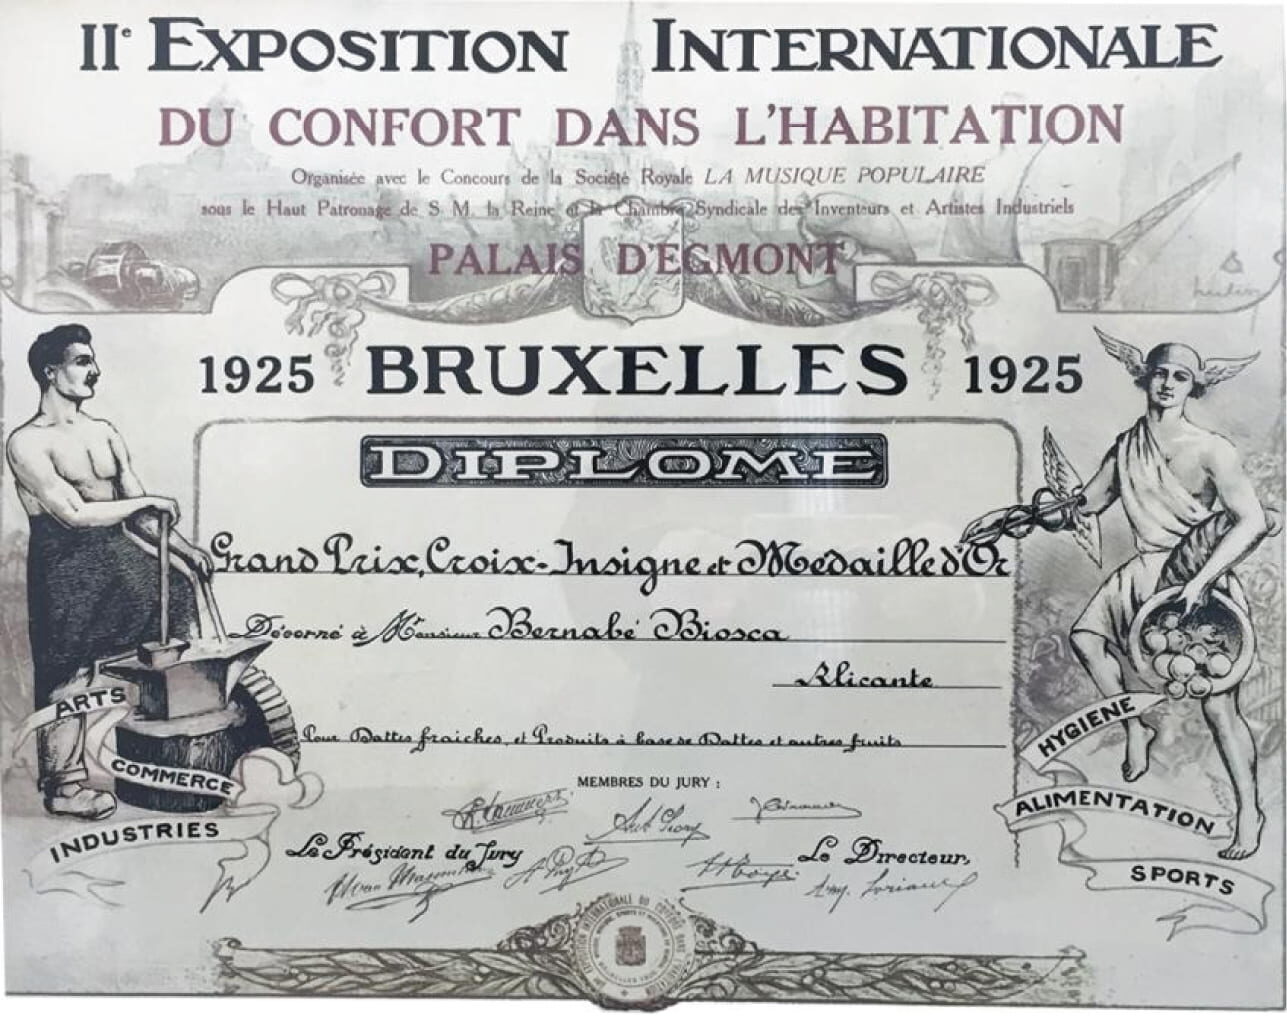 IIe EXPOSITION INTERNATIONALE
DU CONFORT DANS L'HABITATION
Organisée avec le Concours de la Société Royale LA MUSIQUE POPULAIRE
sous le Haut Patronage de S. M. la Reine et la Chambre Syndicale des Inventeurs et Artistes Industriels
PALAIS D'EGMONT
1925 BRUXELLES 1925
DIPLOME
Grand Prix, Croix-Insigne et Medaille d'Or
Décerné à Monsieur Bernabé Biosca
Alicante
Pour Dattes fraiches, et Produits à base de Dattes et autres fruits
MEMBRES DU JURY :
Le Président du Jury
Le Directeur,
ARTS
COMMERCE
INDUSTRIES
HYGIENE
ALIMENTATION
SPORTS